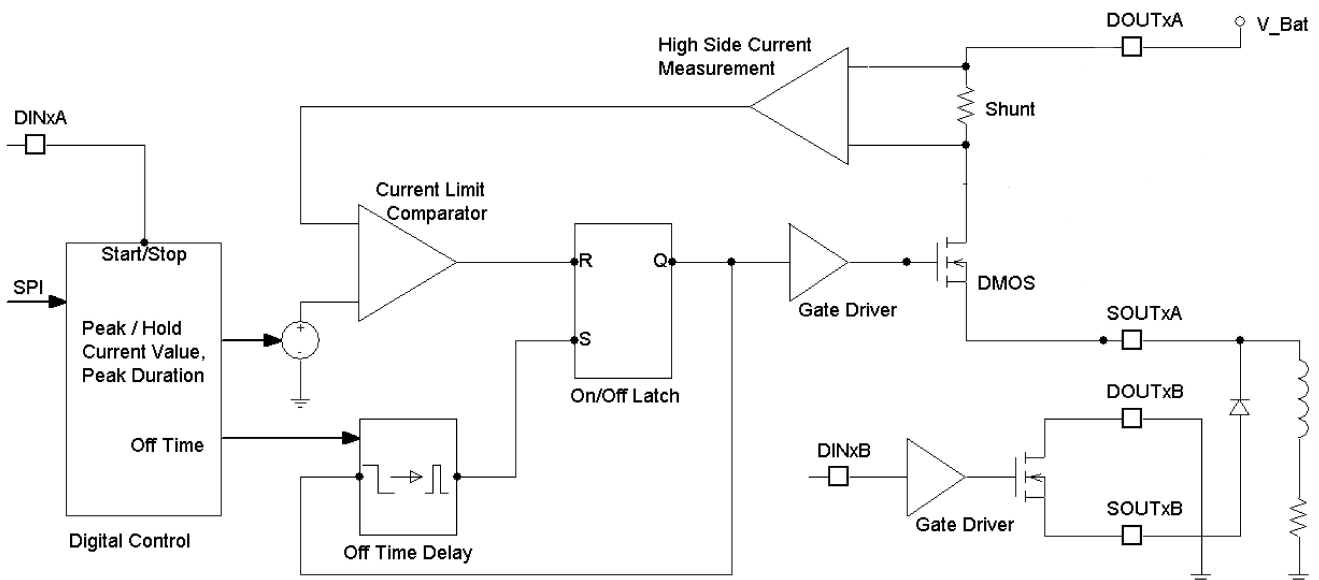 DOUTxA
V_Bat
High Side Current
Measurement
Shunt
DINxA
Current Limit
Comparator
Start/Stop
R
Q
SPI
DMOS
Gate Driver
SOUTxA
Peak / Hold
Current Value,
Peak Duration
+
-
S
On/Off Latch
DOUTxB
Off Time
DINxB
SOUTxB
Gate Driver
Digital Control
Off Time Delay